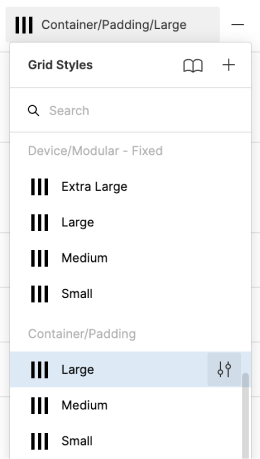 Container/Padding/Large
Grid Styles
Search
Device/Modular - Fixed
Extra Large
Large
Medium
Small
Container/Padding
Large
Medium
Small